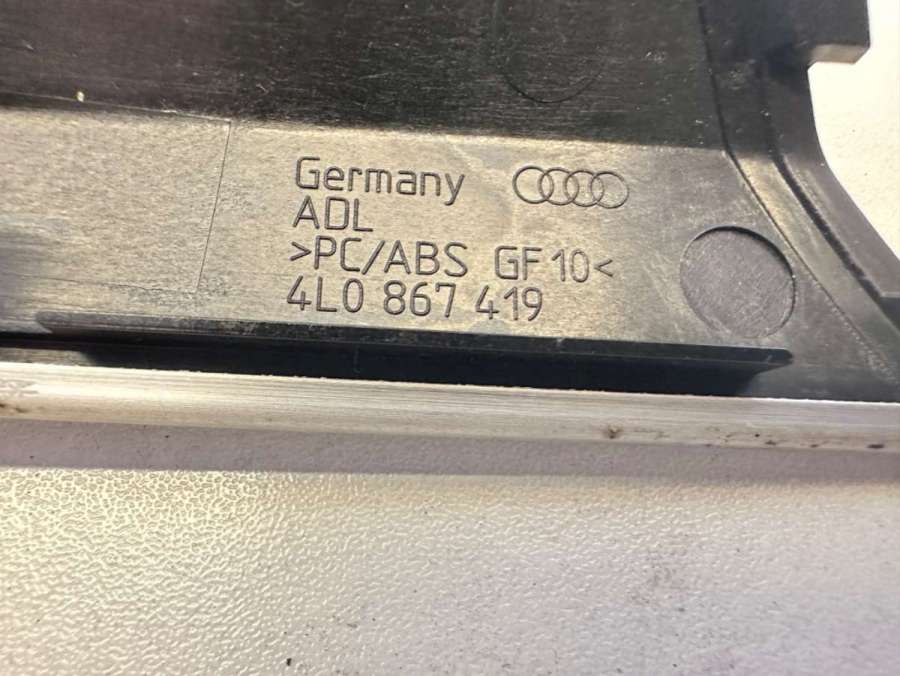 Germany
ADL
>PC/ABS GF10<
4L0 867 419